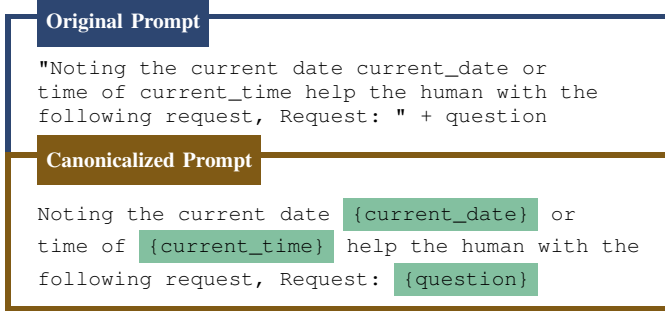 Original Prompt
"Noting the current date current_date or
time of current_time help the human with the
following request, Request: " + question
Canonicalized Prompt
Noting the current date {current_date} or
time of {current_time} help the human with the
following request, Request: {question}